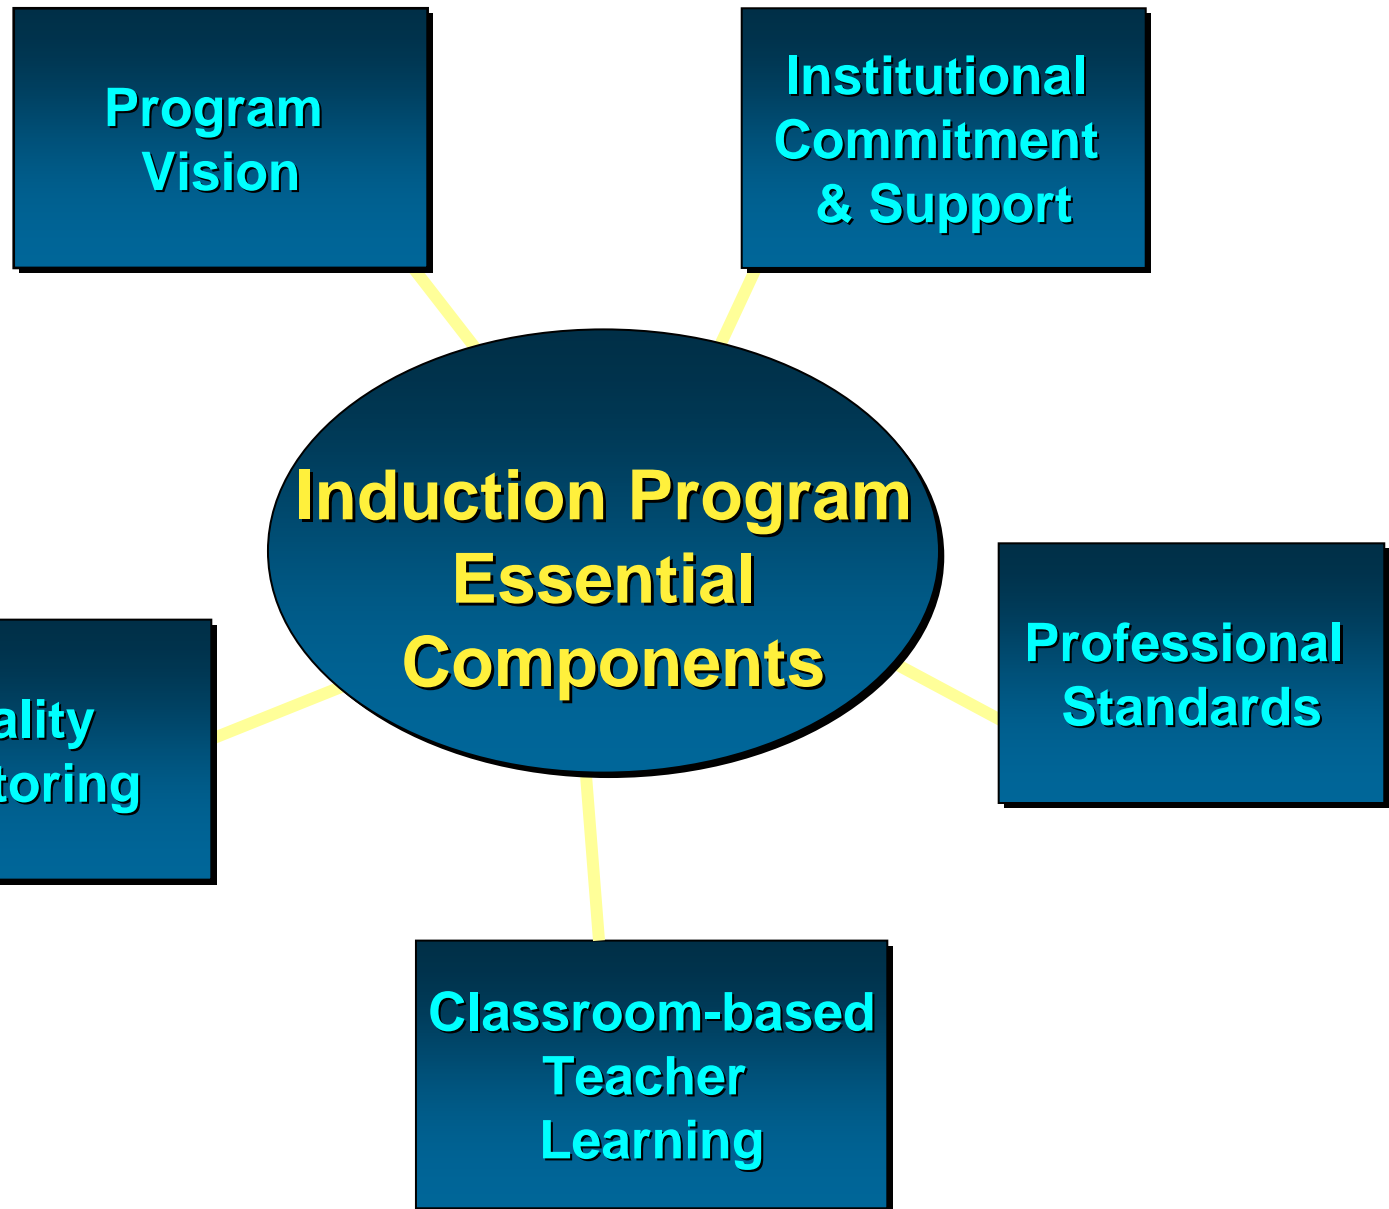 Program
Vision
Institutional
Commitment
& Support
Induction Program
Essential
Components
Professional
Standards
ality
toring
Classroom-based
Teacher
Learning